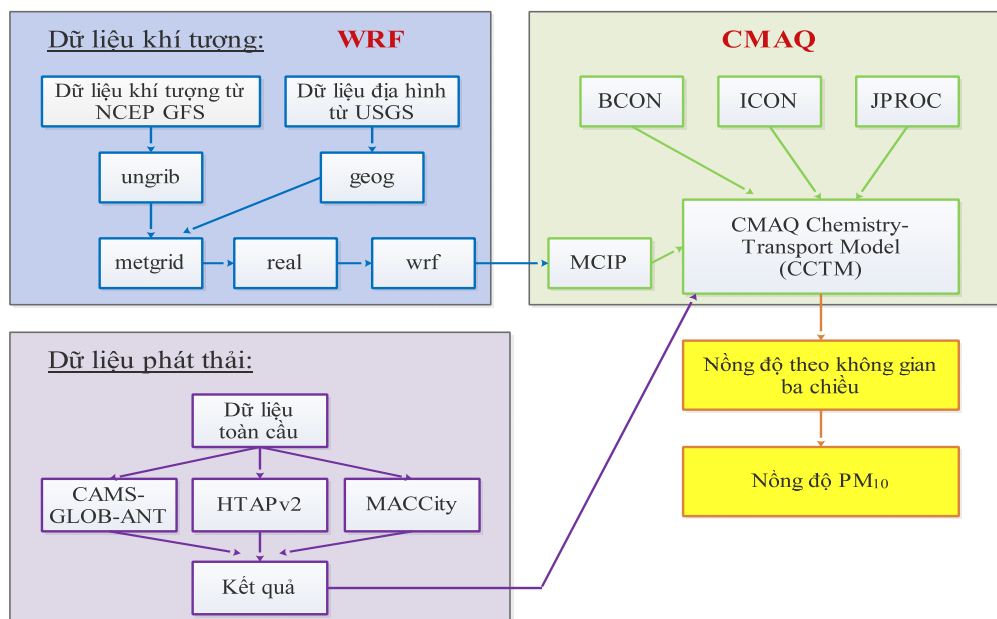 Dữ liệu khí tượng: WRF
Dữ liệu khí tượng từ
NCEP GFS
Dữ liệu địa hình
từ USGS
ungrib
geog
metgrid
real
wrf
CMAQ
BCON
ICON
JPROC
MCIP
CMAQ Chemistry-
Transport Model
(CCTM)
Dữ liệu phát thải:
Dữ liệu
toàn cầu
CAMS-
GLOB-ANT
HTAPv2
MACCity
Kết quả
Nồng độ theo không gian
ba chiều
Nồng độ PM₁₀